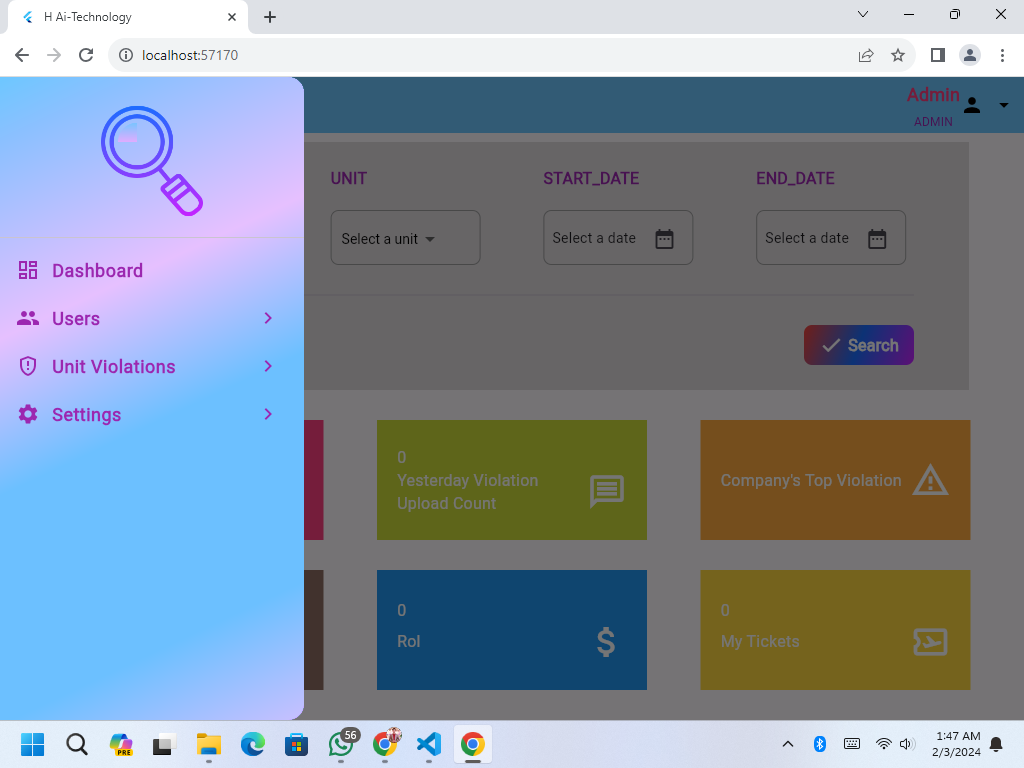 H Ai-Technology
localhost:57170
Admin
ADMIN
UNIT
START_DATE
END_DATE
Select a unit
Select a date
Select a date
Search
Dashboard
Users
Unit Violations
Settings
0
Yesterday Violation
Upload Count
Company's Top Violation
0
RoI
0
My Tickets
PRE
56
1:47 AM
2/3/2024